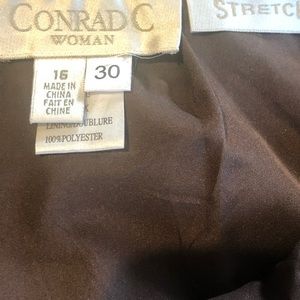 CONRAD C
WOMAN
STRETCH
16
MADE IN
CHINA
FAIT EN
CHINE
30
LINING/DOUBLURE
100%POLYESTER